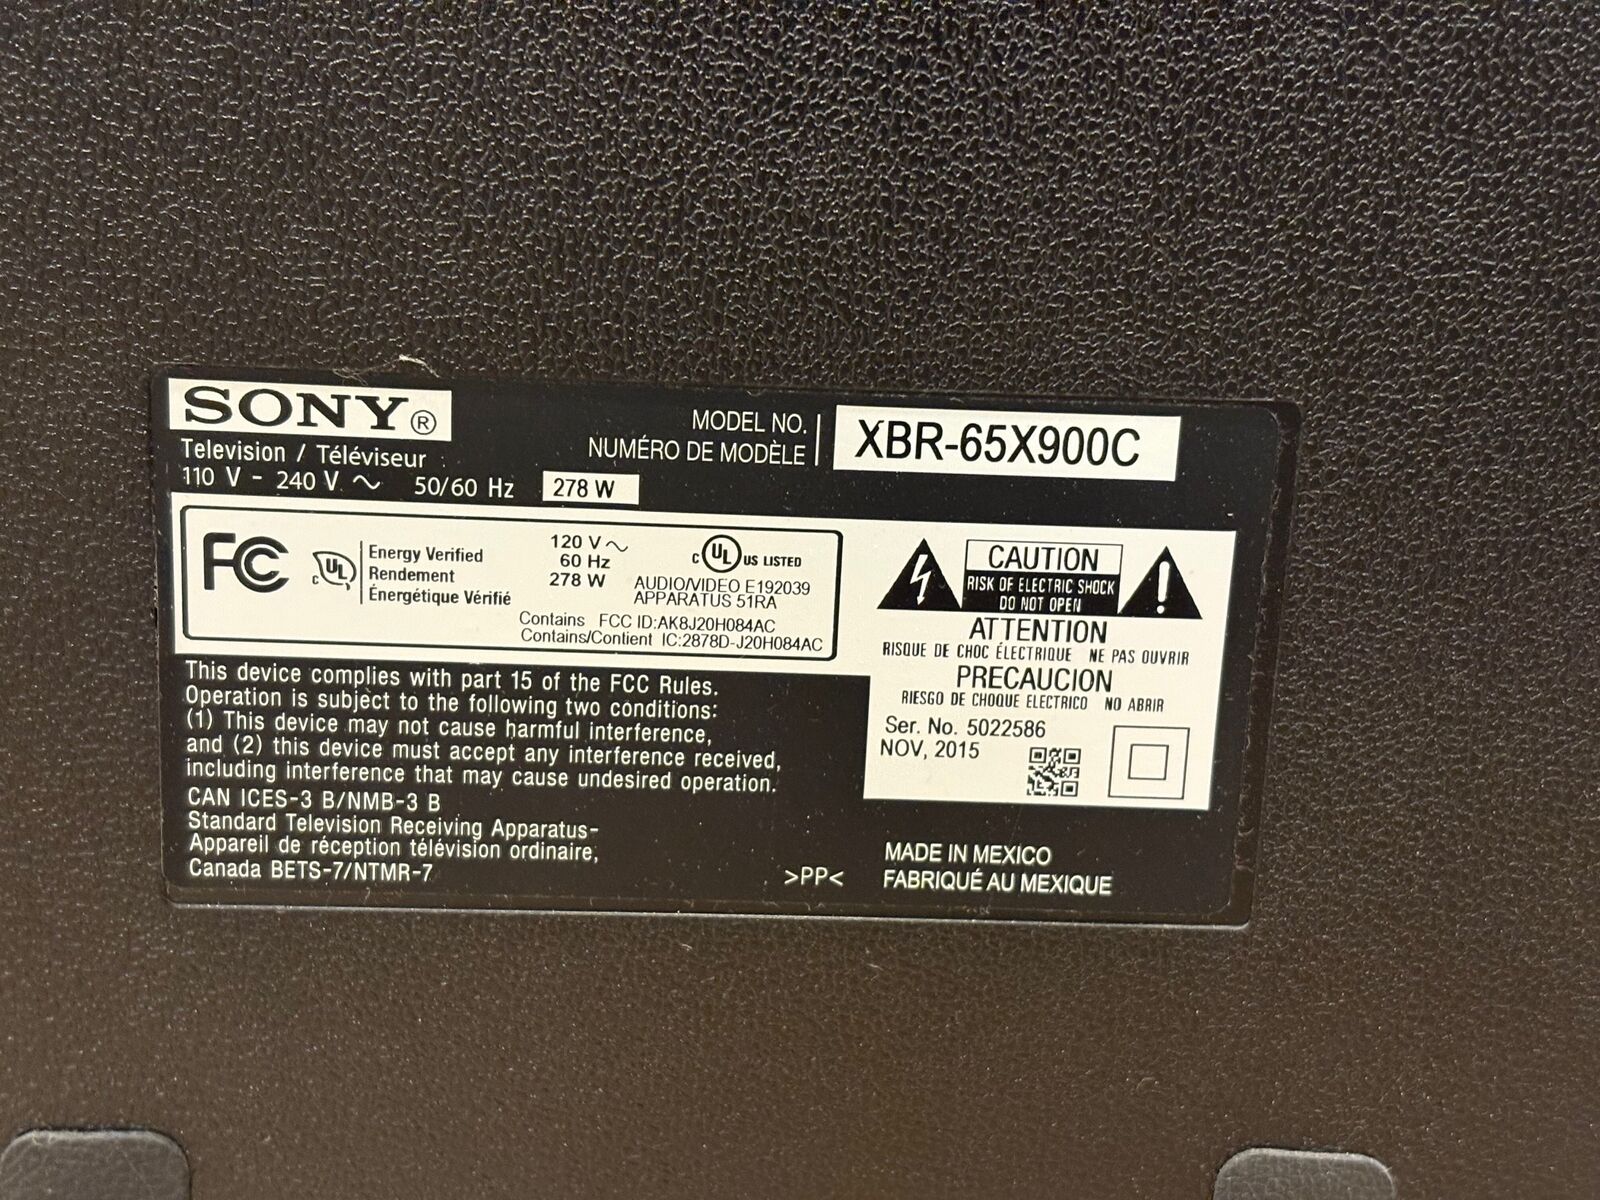 SONY®
Television / Téléviseur
110 V - 240 V ~ 50/60 Hz 278 W
MODEL NO.
NUMÉRO DE MODÈLE
XBR-65X900C
FC
C UL
Energy Verified
Rendement
Énergétique Vérifié
120 V ~
60 Hz
278 W
C UL US LISTED
AUDIO/VIDEO E192039
APPARATUS 51RA
Contains FCC ID:AK8J20H084AC
Contains/Contient IC:2878D-J20H084AC
CAUTION
RISK OF ELECTRIC SHOCK
DO NOT OPEN
ATTENTION
RISQUE DE CHOC ÉLECTRIQUE NE PAS OUVRIR
PRECAUCION
RIESGO DE CHOQUE ELECTRICO NO ABRIR
Ser. No. 5022586
NOV, 2015
This device complies with part 15 of the FCC Rules.
Operation is subject to the following two conditions:
(1) This device may not cause harmful interference,
and (2) this device must accept any interference received,
including interference that may cause undesired operation.
CAN ICES-3 B/NMB-3 B
Standard Television Receiving Apparatus-
Appareil de réception télévision ordinaire,
Canada BETS-7/NTMR-7
>PP<
MADE IN MEXICO
FABRIQUÉ AU MEXIQUE